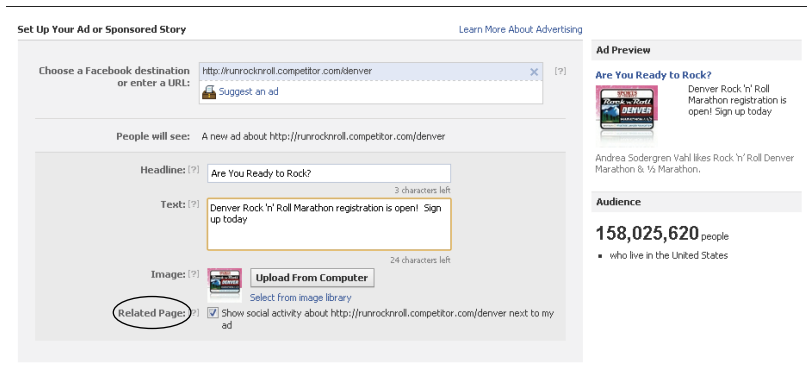 Set Up Your Ad or Sponsored Story
Learn More About Advertising
Choose a Facebook destination
or enter a URL:
http://runrocknroll.competitor.com/denver
[?]
Suggest an ad
People will see: A new ad about http://runrocknroll.competitor.com/denver
Headline: [?] Are You Ready to Rock?
3 characters left
Text: [?] Denver Rock 'n' Roll Marathon registration is open! Sign
up today
24 characters left
Image: [?] Upload From Computer
Select from image library
Related Page: [?] Show social activity about http://runrocknroll.competitor.com/denver next to my
ad
Ad Preview
Are You Ready to Rock?
SPORTS
Rock n Roll
DENVER
MARATHON
Denver Rock 'n' Roll
Marathon registration is
open! Sign up today
Andrea Sodergren Vahl likes Rock 'n' Roll Denver
Marathon & ½ Marathon.
Audience
158,025,620 people
who live in the United States